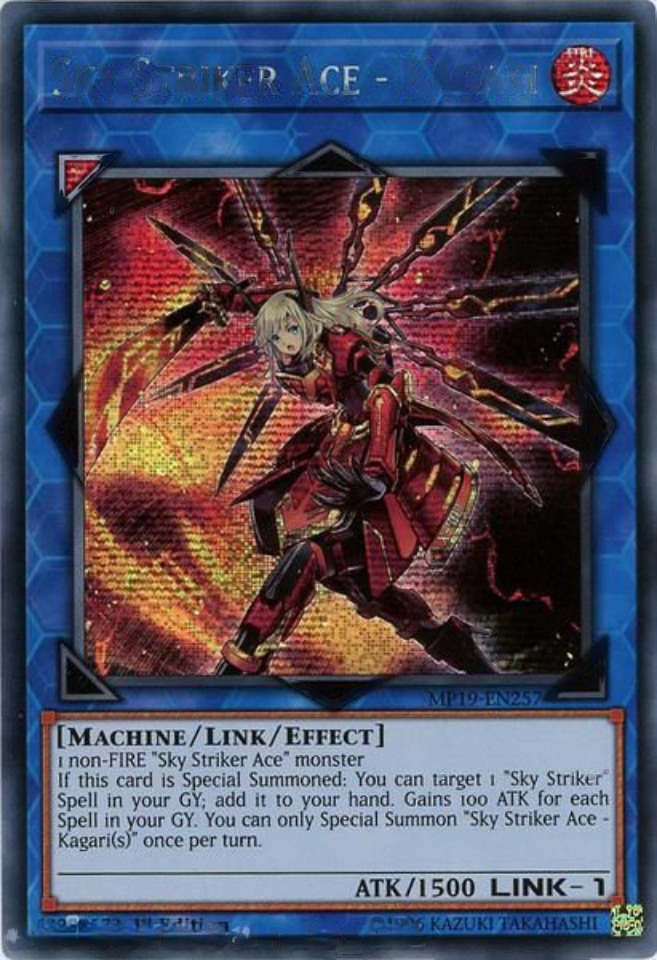 Sky Striker Ace - Kagari
FIRE
炎
MP19-EN257
[Machine/Link/Effect]
1 non-FIRE "Sky Striker Ace" monster
If this card is Special Summoned: You can target 1 "Sky Striker"
Spell in your GY; add it to your hand. Gains 100 ATK for each
Spell in your GY. You can only Special Summon "Sky Striker Ace -
Kagari(s)" once per turn.
ATK/1500 LINK-1
1st Edition
©1996 KAZUKI TAKAHASHI